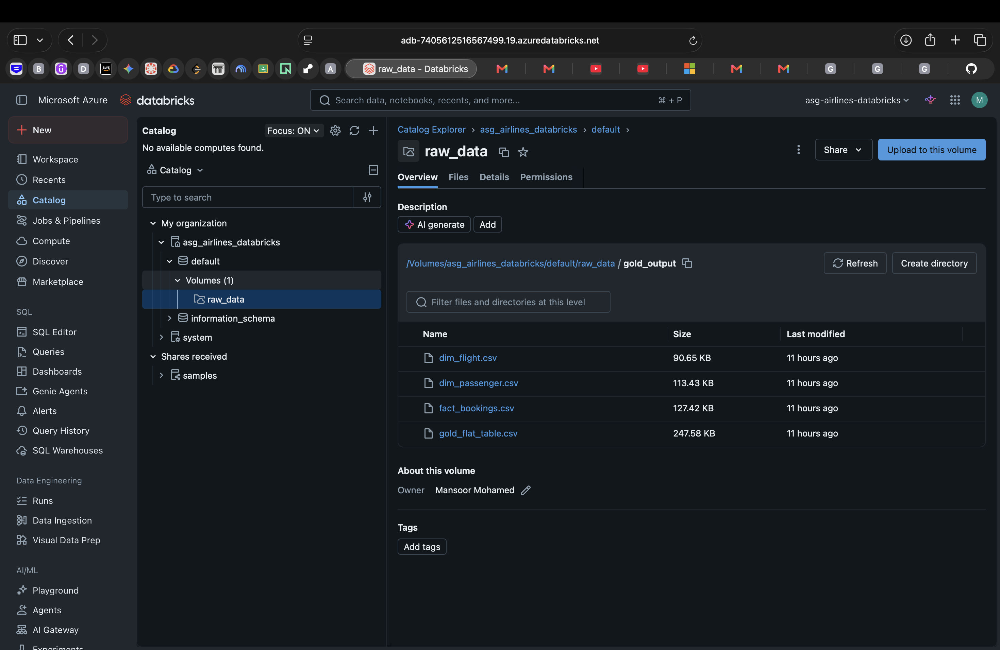 adb-7405612516567499.19.azuredatabricks.net
B
D
aws
A
raw_data - Databricks
G
G
G
Microsoft Azure
databricks
Search data, notebooks, recents, and more...
⌘ + P
asg-airlines-databricks
M
New
Workspace
Recents
Catalog
Jobs & Pipelines
Compute
Discover
Marketplace
SQL
SQL Editor
Queries
Dashboards
Genie Agents
Alerts
Query History
SQL Warehouses
Data Engineering
Runs
Data Ingestion
Visual Data Prep
AI/ML
Playground
Agents
AI Gateway
Experiments
Catalog
Focus: ON
No available computes found.
Catalog
Type to search
My organization
asg_airlines_databricks
default
Volumes (1)
raw_data
information_schema
system
Shares received
samples
Catalog Explorer › asg_airlines_databricks › default ›
raw_data
Share
Upload to this volume
Overview Files Details Permissions
Description
AI generate
Add
/Volumes/asg_airlines_databricks/default/raw_data / gold_output
Refresh
Create directory
Filter files and directories at this level
Name Size Last modified
dim_flight.csv 90.65 KB 11 hours ago
dim_passenger.csv 113.43 KB 11 hours ago
fact_bookings.csv 127.42 KB 11 hours ago
gold_flat_table.csv 247.58 KB 11 hours ago
About this volume
Owner Mansoor Mohamed
Tags
Add tags